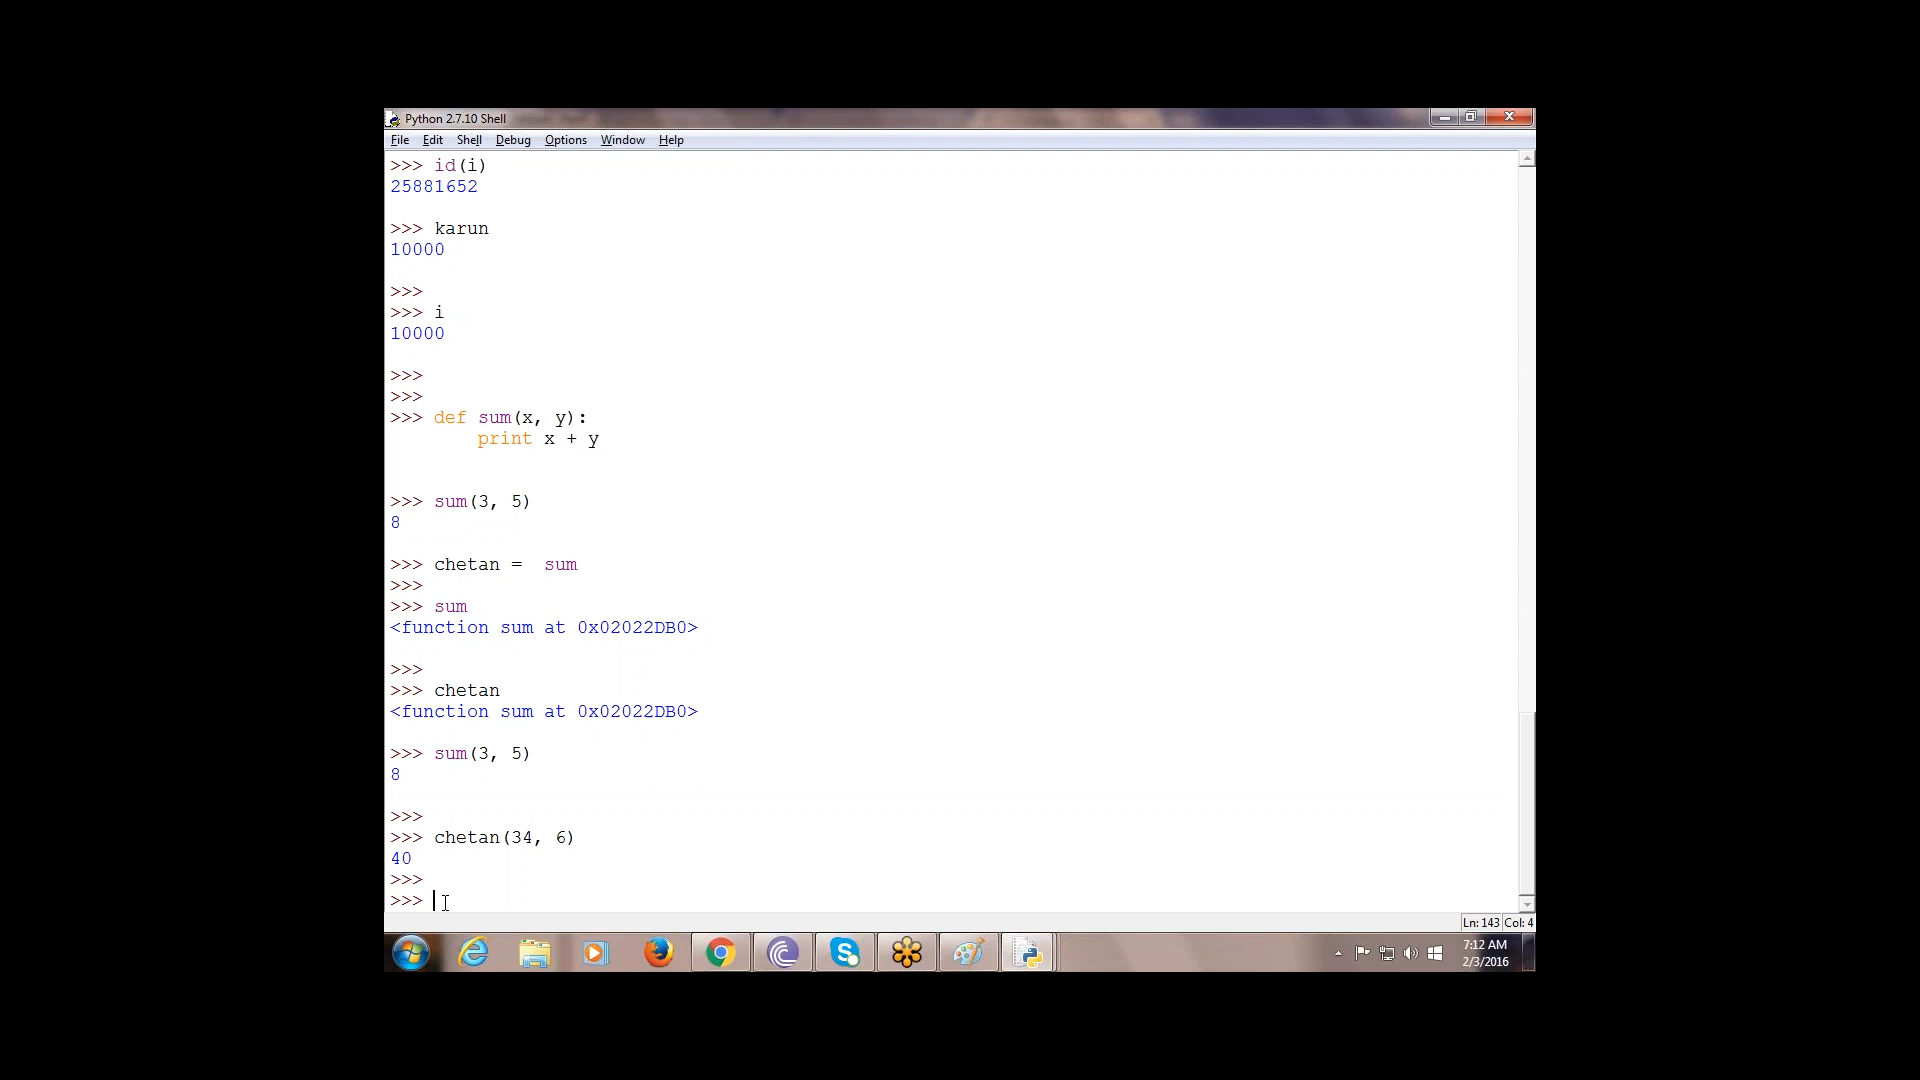 Python 2.7.10 Shell
File Edit Shell Debug Options Window Help
>>> id(i)
25881652
>>> karun
10000
>>>
>>> i
10000
>>>
>>>
>>> def sum(x, y):
print x + y
>>> sum(3, 5)
8
>>> chetan =  sum
>>>
>>> sum
<function sum at 0x02022DB0>
>>>
>>> chetan
<function sum at 0x02022DB0>
>>> sum(3, 5)
8
>>>
>>> chetan(34, 6)
40
>>>
>>>
Ln: 143 Col: 4
7:12 AM
2/3/2016